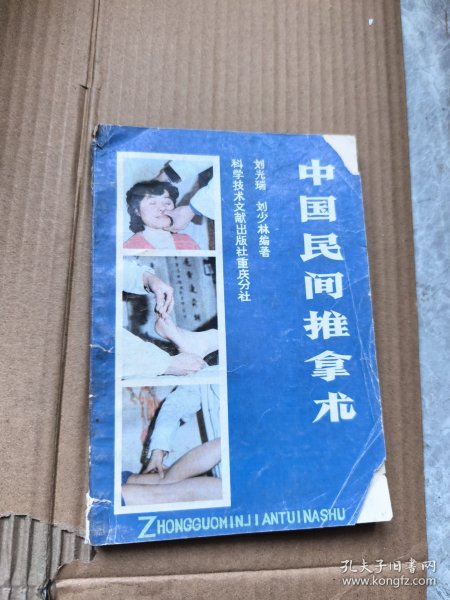 中国民间推拿术
刘光瑞 刘少林编著
科学技术文献出版社重庆分社
ZHONGGUOMINJIANTUINASHU
孔夫子旧书网
www.kongfz.com